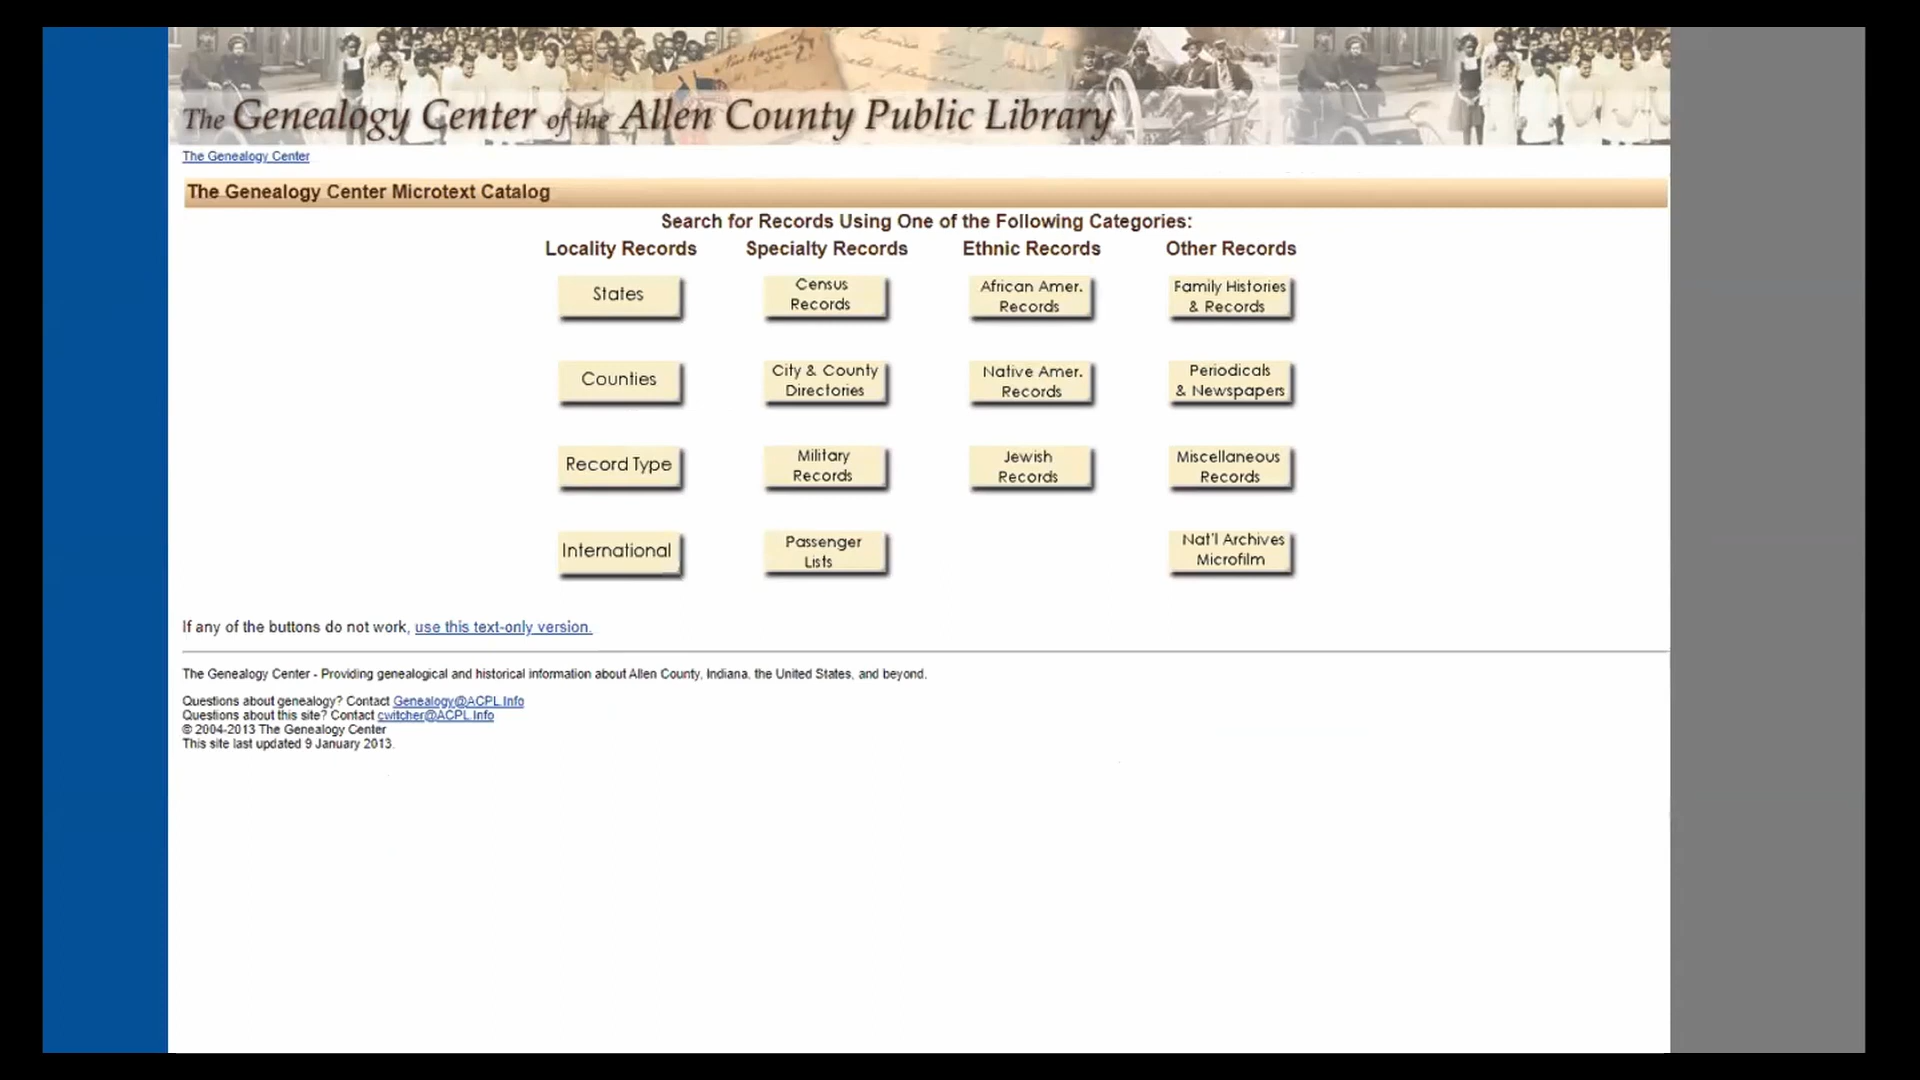 The Genealogy Center of the Allen County Public Library
The Genealogy Center
The Genealogy Center Microtext Catalog
Search for Records Using One of the Following Categories:
Locality Records Specialty Records Ethnic Records Other Records
States
Census
Records
African Amer.
Records
Family Histories
& Records
Counties
City & County
Directories
Native Amer.
Records
Periodicals
& Newspapers
Record Type
Military
Records
Jewish
Records
Miscellaneous
Records
International
Passenger
Lists
Nat'l Archives
Microfilm
If any of the buttons do not work, use this text-only version.
The Genealogy Center - Providing genealogical and historical information about Allen County, Indiana, the United States, and beyond.
Questions about genealogy? Contact Genealogy@ACPL.Info
Questions about this site? Contact cwitcher@ACPL.Info
© 2004-2013 The Genealogy Center
This site last updated 9 January 2013.